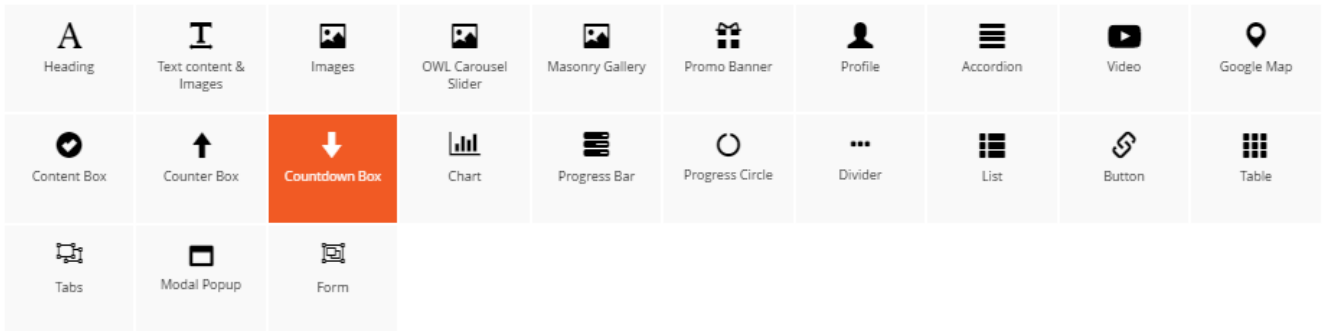 Heading
Text content &
Images
Images
OWL Carousel
Slider
Masonry Gallery
Promo Banner
Profile
Accordion
Video
Google Map
Content Box
Counter Box
Countdown Box
Chart
Progress Bar
Progress Circle
Divider
List
Button
Table
Tabs
Modal Popup
Form